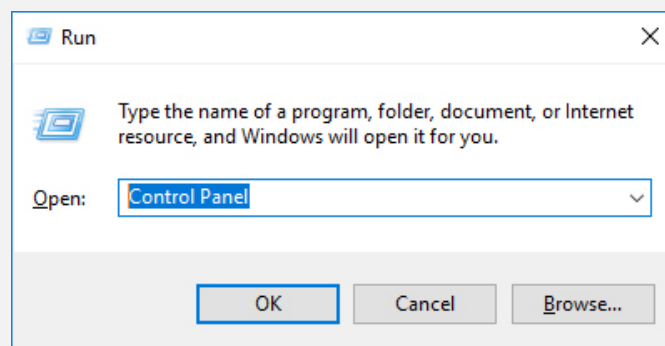 Run
Type the name of a program, folder, document, or Internet
resource, and Windows will open it for you.
Open: Control Panel
OK Cancel Browse...